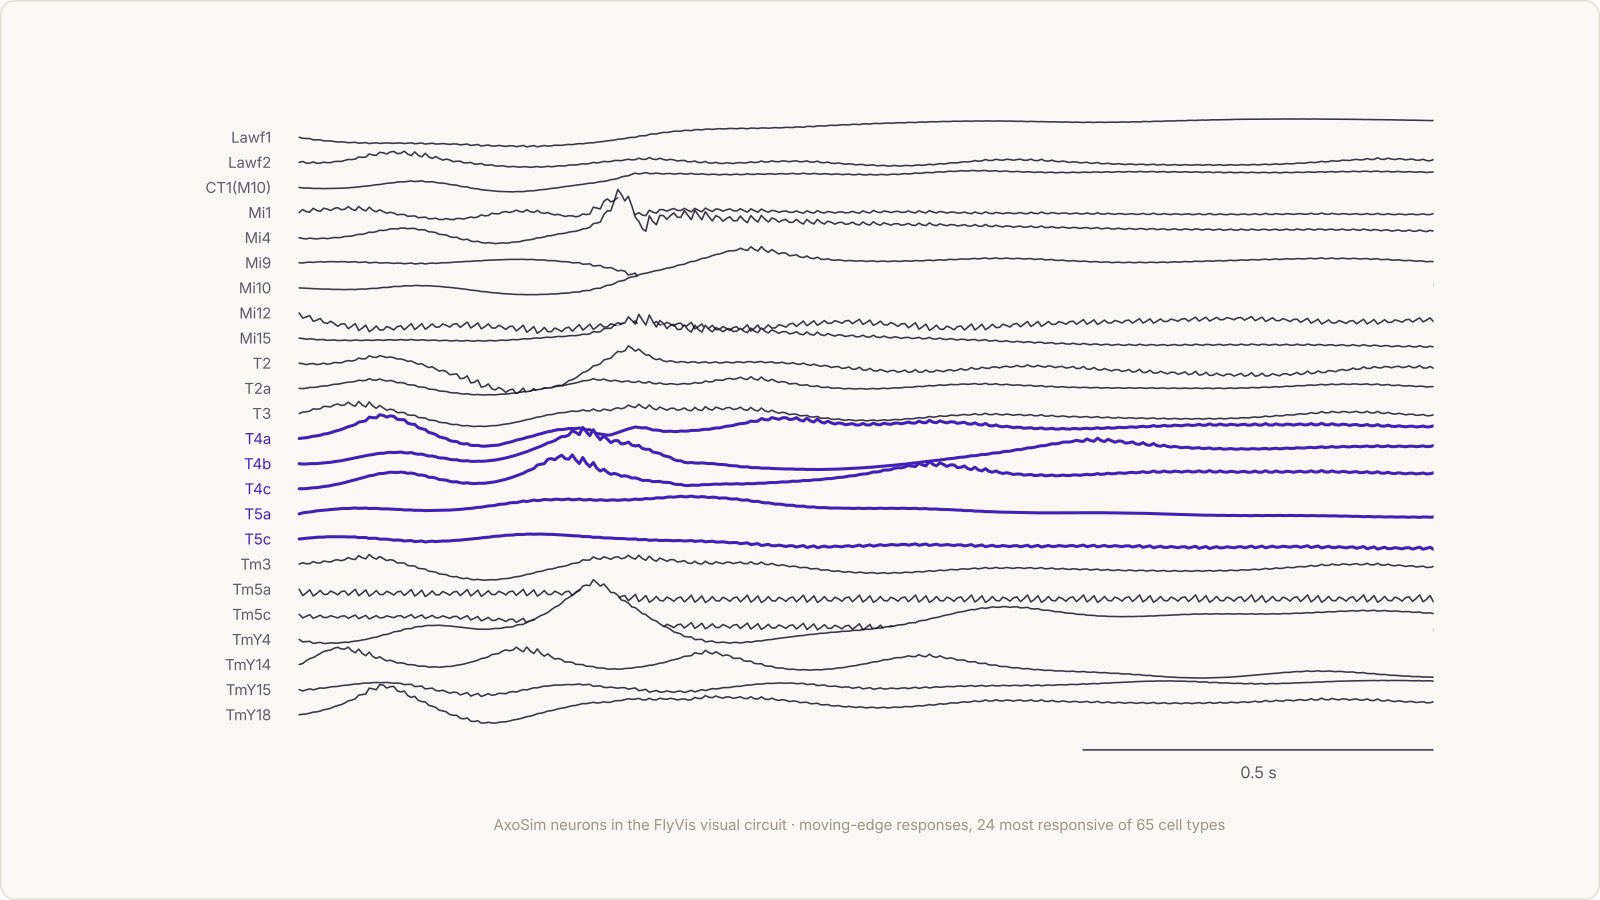 Lawf1
Lawf2
CT1(M10)
Mi1
Mi4
Mi9
Mi10
Mi12
Mi15
T2
T2a
T3
T4a
T4b
T4c
T5a
T5c
Tm3
Tm5a
Tm5c
TmY4
TmY14
TmY15
TmY18
0.5 s
AxoSim neurons in the FlyVis visual circuit · moving-edge responses, 24 most responsive of 65 cell types